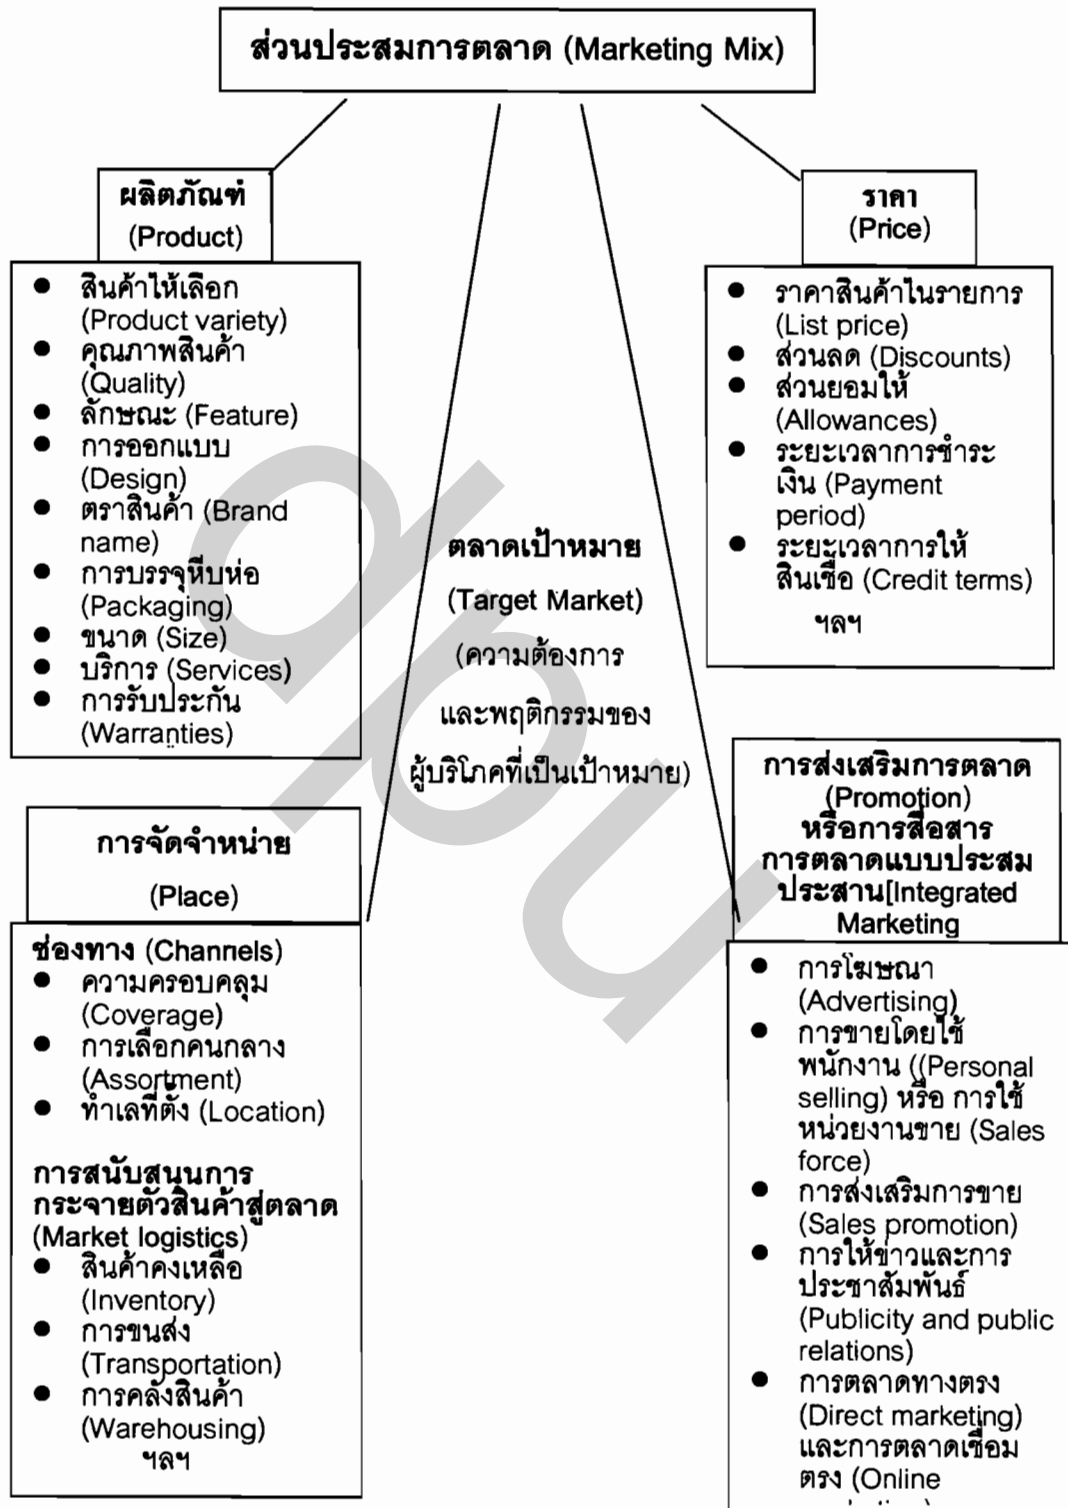 ส่วนประสมการตลาด (Marketing Mix)
ผลิตภัณฑ์
(Product)
● สินค้าให้เลือก
(Product variety)
● คุณภาพสินค้า
(Quality)
● ลักษณะ (Feature)
● การออกแบบ
(Design)
● ตราสินค้า (Brand
name)
● การบรรจุหีบห่อ
(Packaging)
● ขนาด (Size)
● บริการ (Services)
● การรับประกัน
(Warranties)
ราคา
(Price)
● ราคาสินค้าในรายการ
(List price)
● ส่วนลด (Discounts)
● ส่วนยอมให้
(Allowances)
● ระยะเวลาการชำระ
เงิน (Payment
period)
● ระยะเวลาการให้
สินเชื่อ (Credit terms)
ฯลฯ
ตลาดเป้าหมาย
(Target Market)
(ความต้องการ
และพฤติกรรมของ
ผู้บริโภคที่เป็นเป้าหมาย)
การจัดจำหน่าย
(Place)
ช่องทาง (Channels)
● ความครอบคลุม
(Coverage)
● การเลือกคนกลาง
(Assortment)
● ทำเลที่ตั้ง (Location)
การสนับสนุนการ
กระจายตัวสินค้าสู่ตลาด
(Market logistics)
● สินค้าคงเหลือ
(Inventory)
● การขนส่ง
(Transportation)
● การคลังสินค้า
(Warehousing)
ฯลฯ
การส่งเสริมการตลาด
(Promotion)
หรือการสื่อสาร
การตลาดแบบประสม
ประสาน[Integrated
Marketing
● การโฆษณา
(Advertising)
● การขายโดยใช้
พนักงาน ((Personal
selling) หรือ การใช้
หน่วยงานขาย (Sales
force)
● การส่งเสริมการขาย
(Sales promotion)
● การให้ข่าวและการ
ประชาสัมพันธ์
(Publicity and public
relations)
● การตลาดทางตรง
(Direct marketing)
และการตลาดเชื่อม
ตรง (Online
dpu